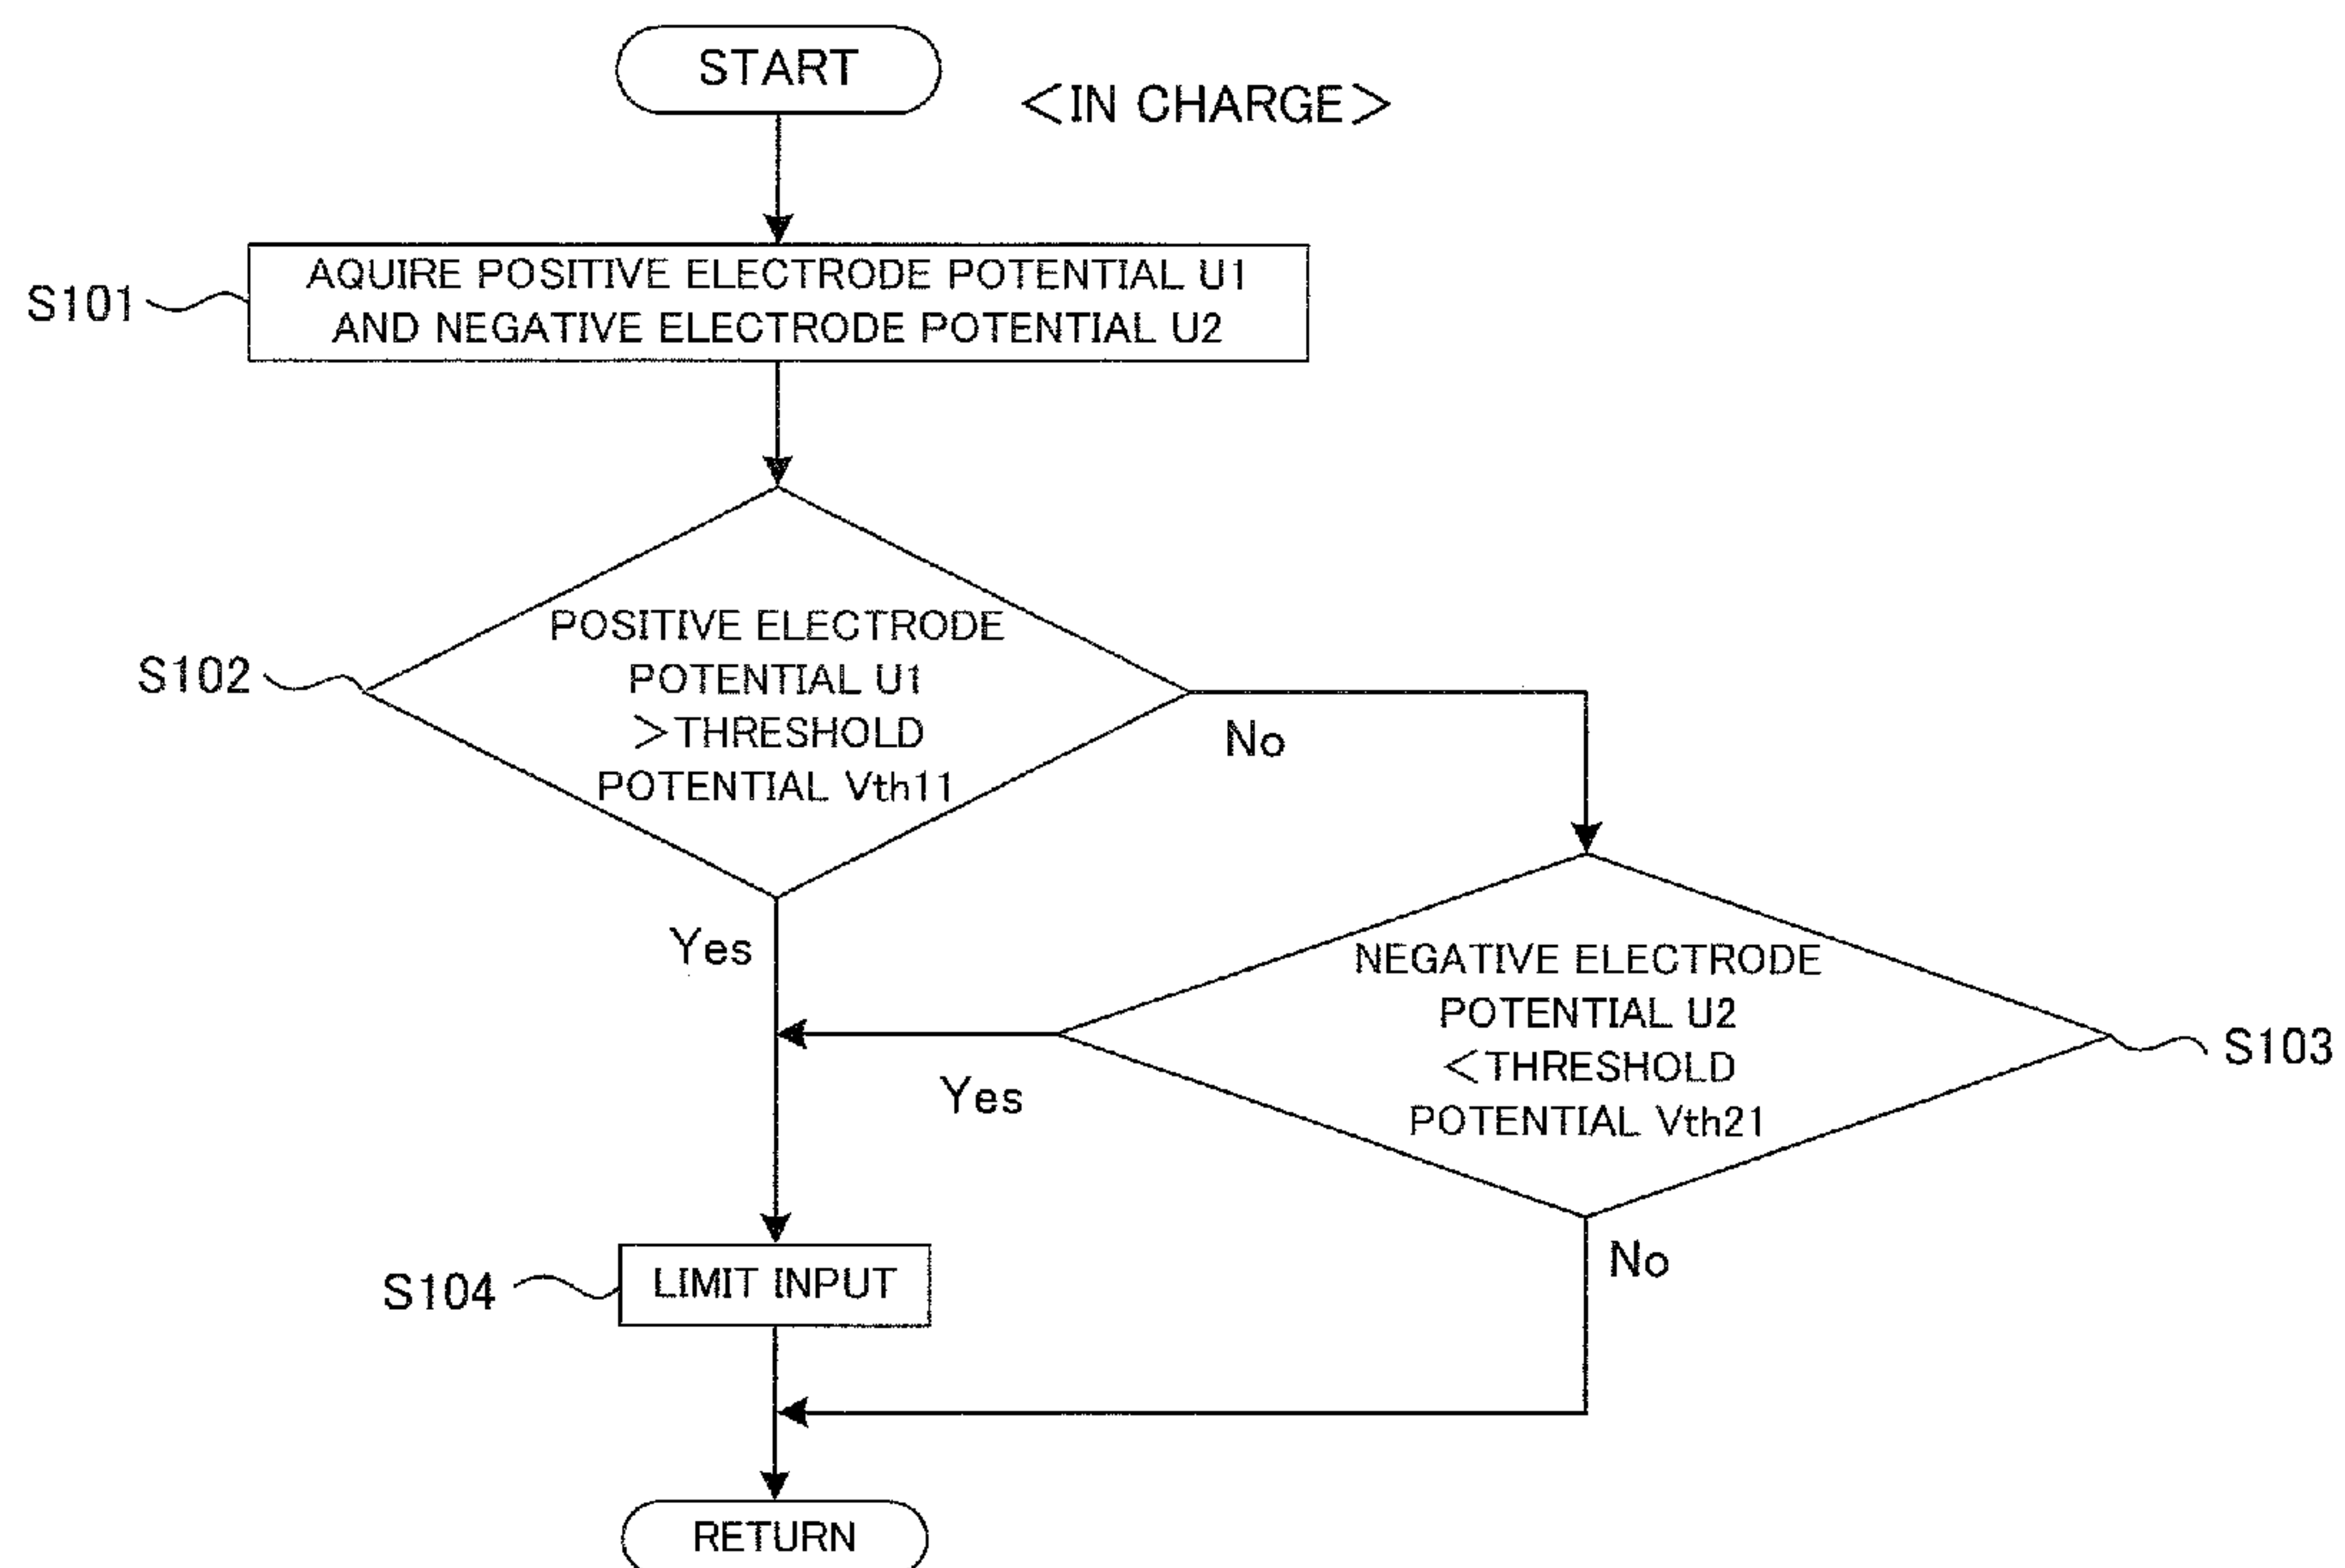 START
<IN CHARGE>
S101
AQUIRE POSITIVE ELECTRODE POTENTIAL U1
AND NEGATIVE ELECTRODE POTENTIAL U2
S102
POSITIVE ELECTRODE
POTENTIAL U1
>THRESHOLD
POTENTIAL Vth11
No
Yes
NEGATIVE ELECTRODE
POTENTIAL U2
<THRESHOLD
POTENTIAL Vth21
S103
Yes
No
S104
LIMIT INPUT
RETURN